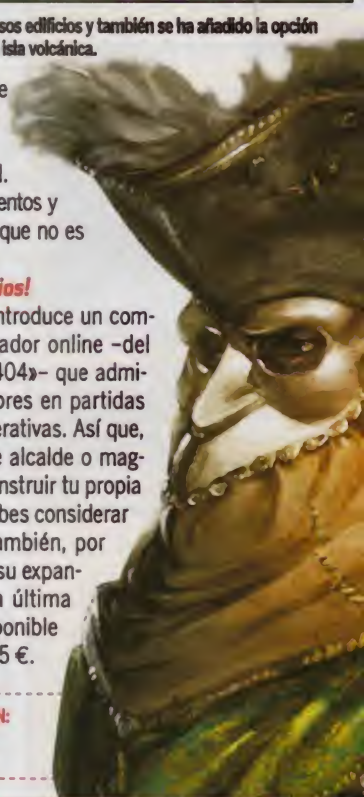 sos edificios y también se ha añadido la opción
isla volcánica.
e
l.
entos y
que no es
ios!
ntroduce un com-
ador online –del
404»– que admi-
ores en partidas
erativas. Así que,
e alcalde o mag-
nstruir tu propia
bes considerar
ambién, por
su expan-
a última
ponible
5 €.
N: